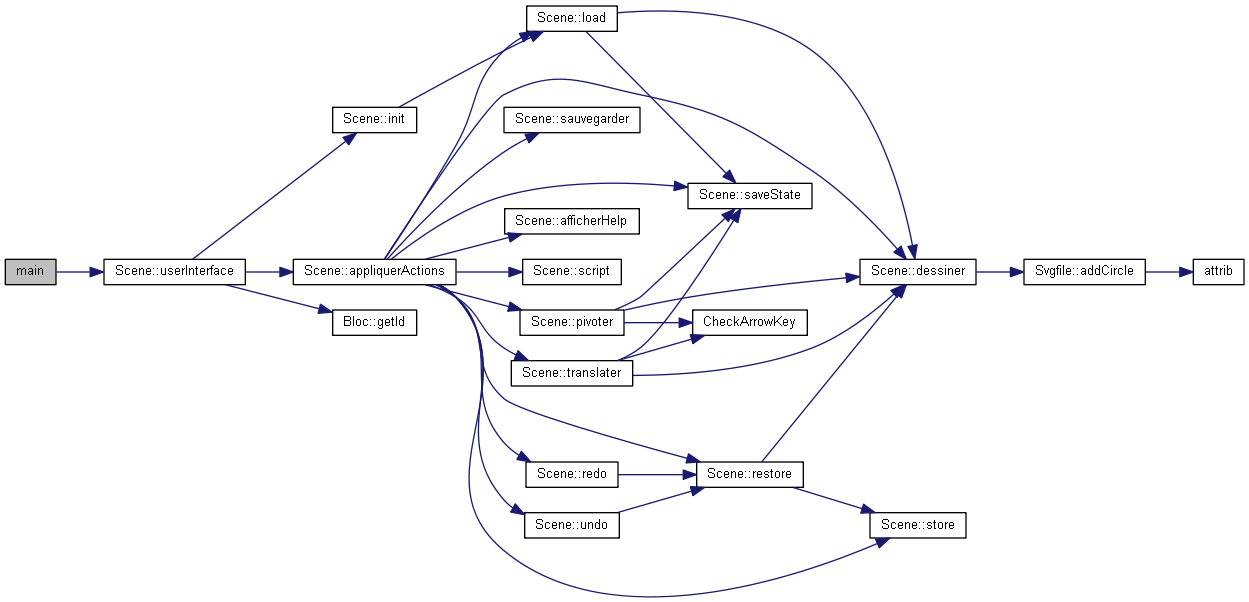 Scene::load
Scene::init
Scene::sauvegarder
Scene::saveState
Scene::afficherHelp
main
Scene::userInterface
Scene::appliquerActions
Scene::script
Scene::dessiner
Svgfile::addCircle
attrib
Bloc::getId
Scene::pivoter
CheckArrowKey
Scene::translater
Scene::redo
Scene::restore
Scene::undo
Scene::store